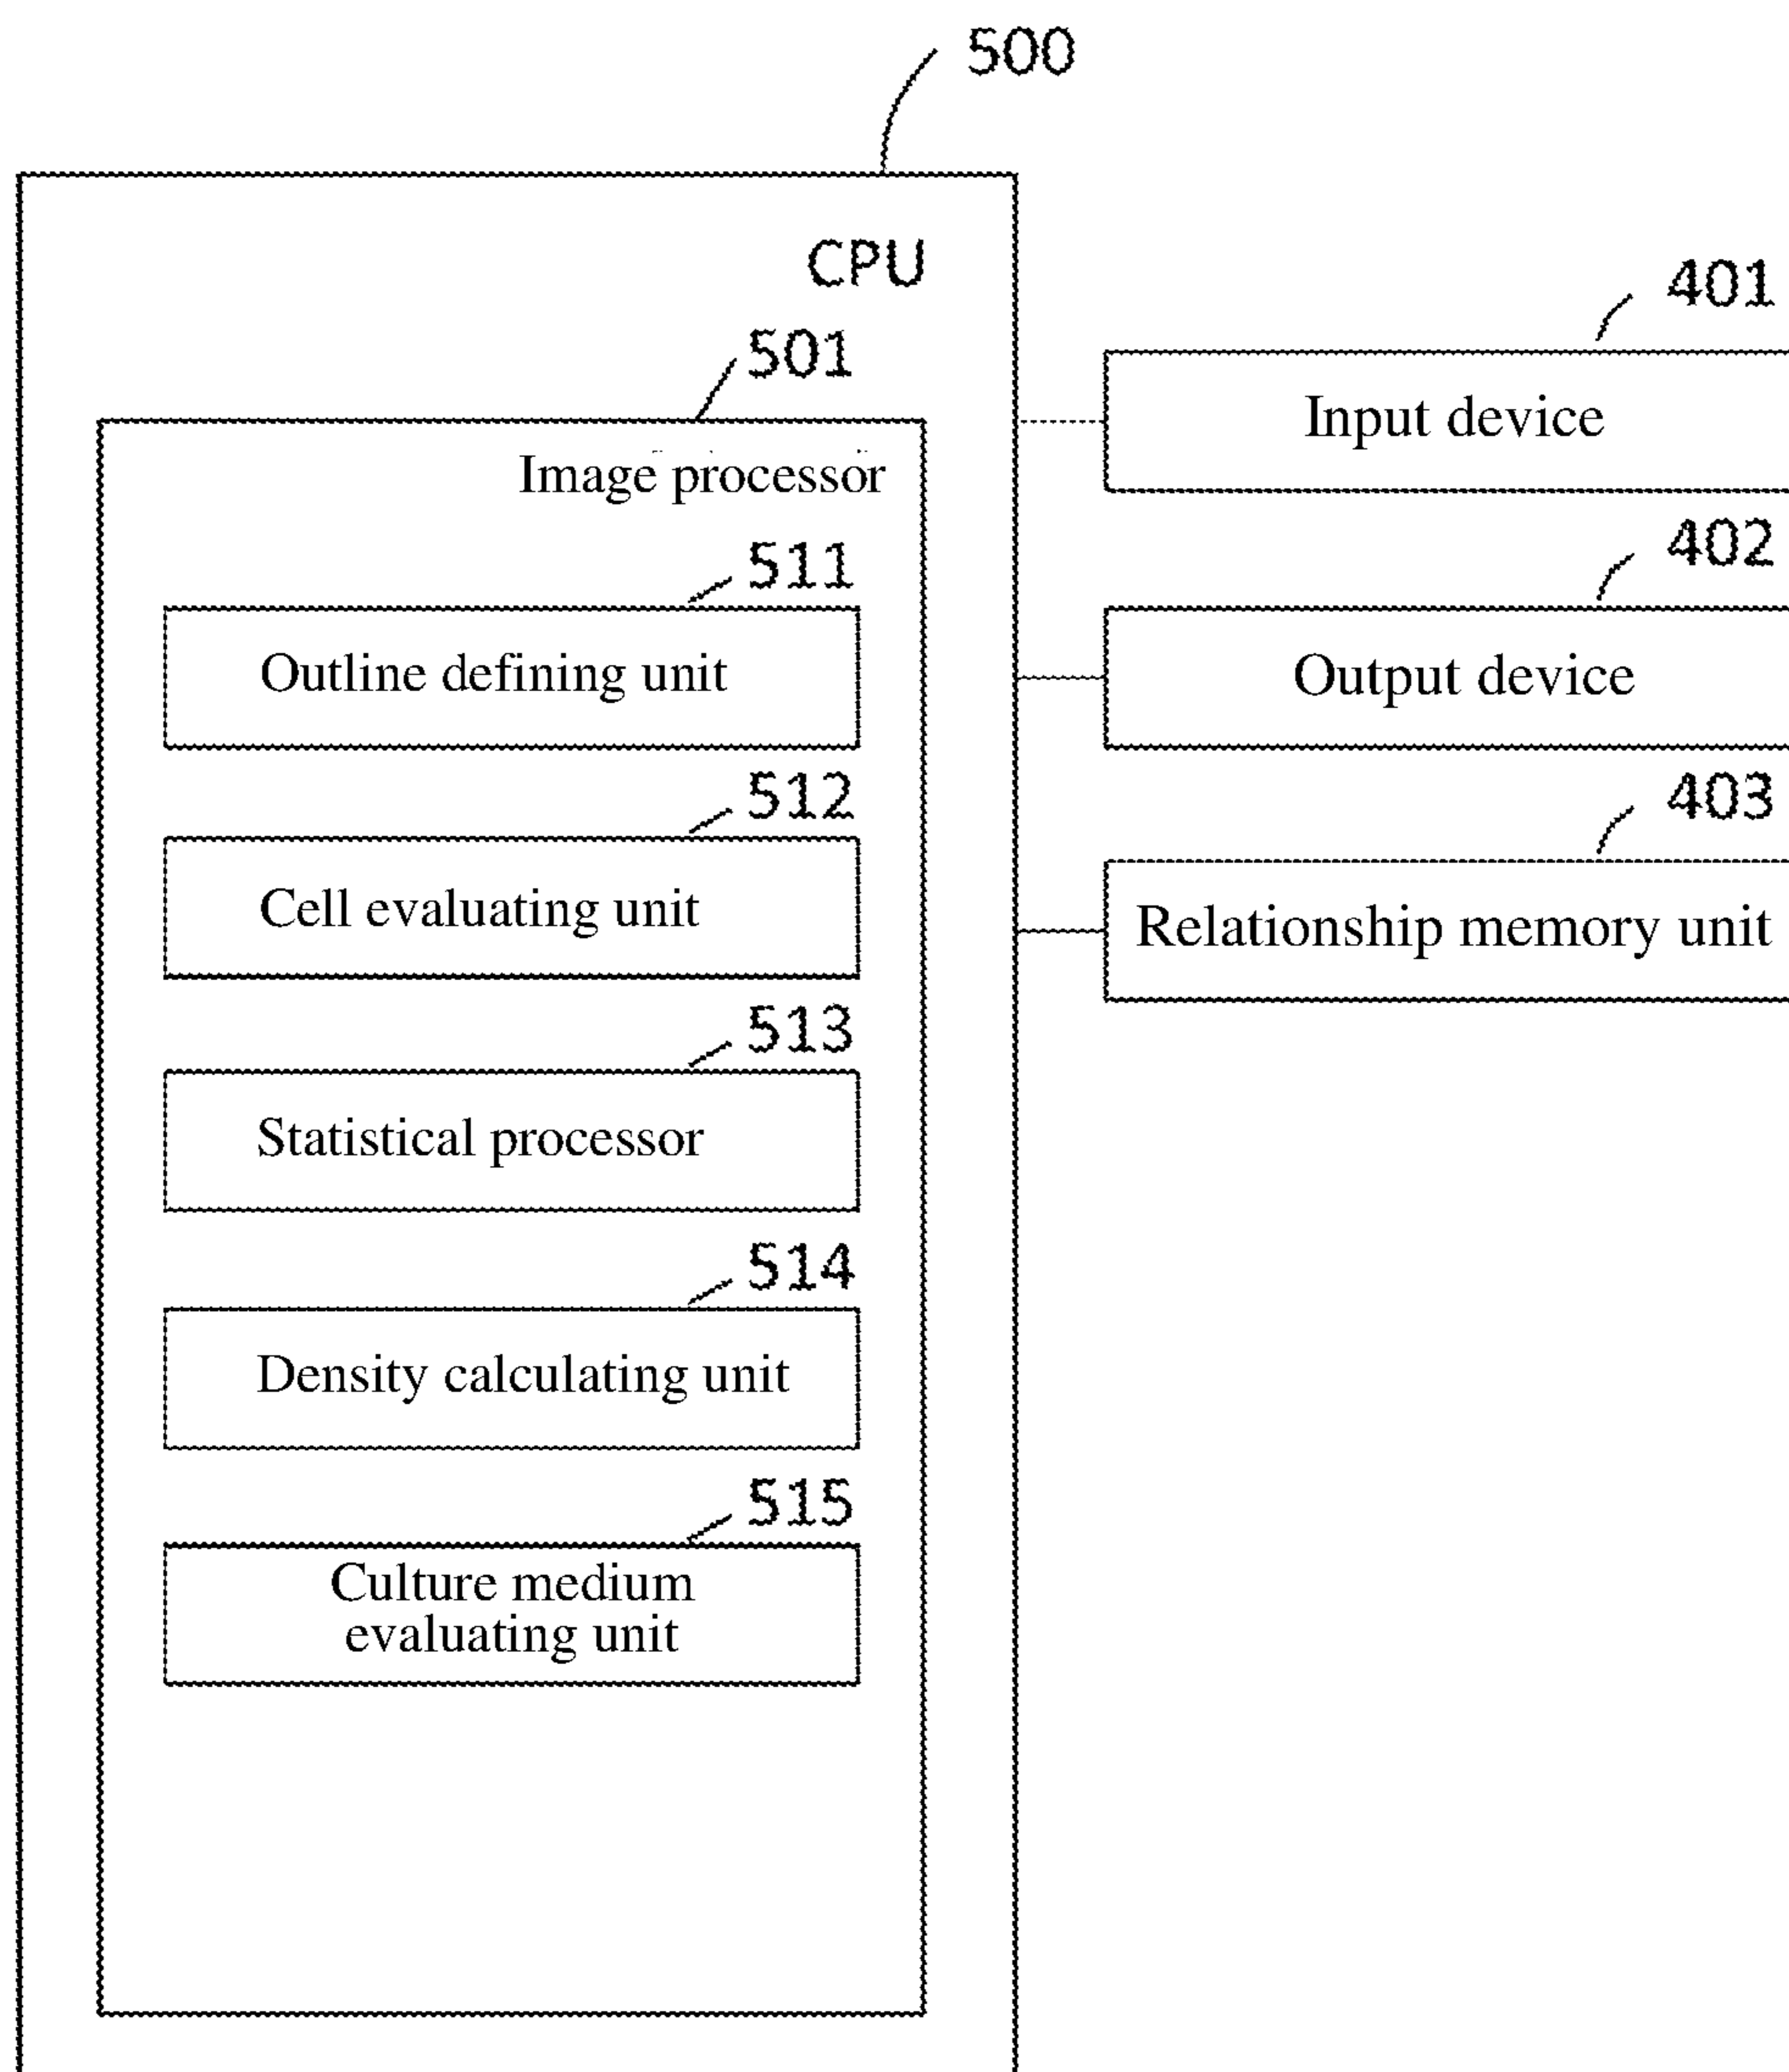 500
CPU
501
Image processor
511
Outline defining unit
512
Cell evaluating unit
513
Statistical processor
514
Density calculating unit
515
Culture medium
evaluating unit
401
Input device
402
Output device
403
Relationship memory unit